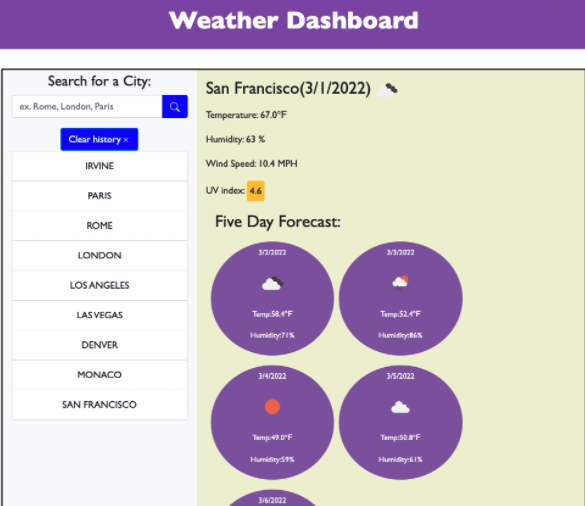 Weather Dashboard
Search for a City:
ex. Rome, London, Paris
Clear history ×
IRVINE
PARIS
ROME
LONDON
LOS ANGELES
LAS VEGAS
DENVER
MONACO
SAN FRANCISCO
San Francisco(3/1/2022)
Temperature: 67.0°F
Humidity: 63 %
Wind Speed: 10.4 MPH
UV index: 4.6
Five Day Forecast:
3/2/2022
Temp:58.4°F
Humidity:71%
3/3/2022
Temp:52.4°F
Humidity:86%
3/4/2022
Temp:49.0°F
Humidity:59%
3/5/2022
Temp:50.8°F
Humidity:61%
3/6/2022